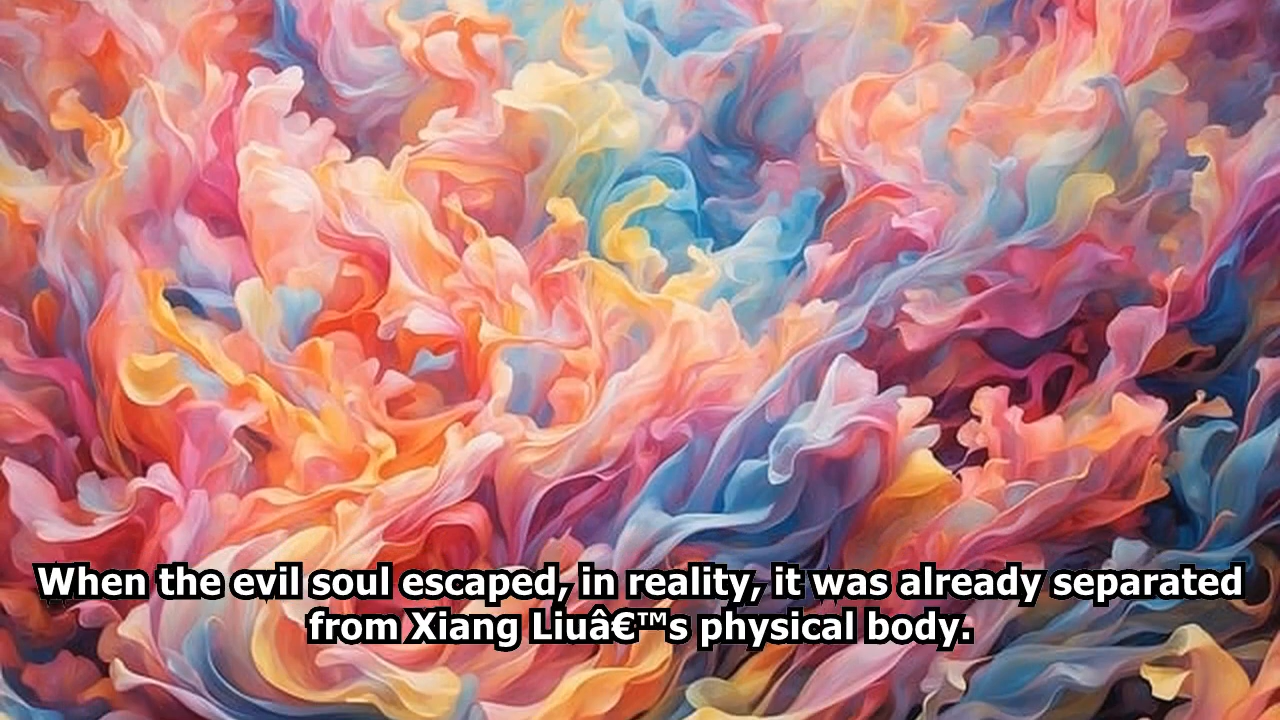 When the evil soul escaped, in reality, it was already separated
from Xiang Liuâ€™s physical body.